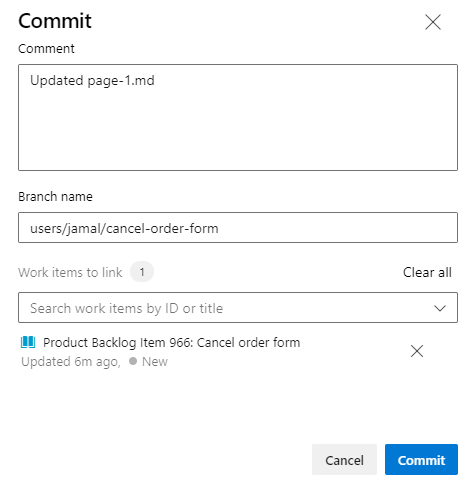 Commit
Comment
Updated page-1.md
Branch name
users/jamal/cancel-order-form
Work items to link 1 Clear all
Search work items by ID or title
Product Backlog Item 966: Cancel order form
Updated 6m ago, New
Cancel Commit